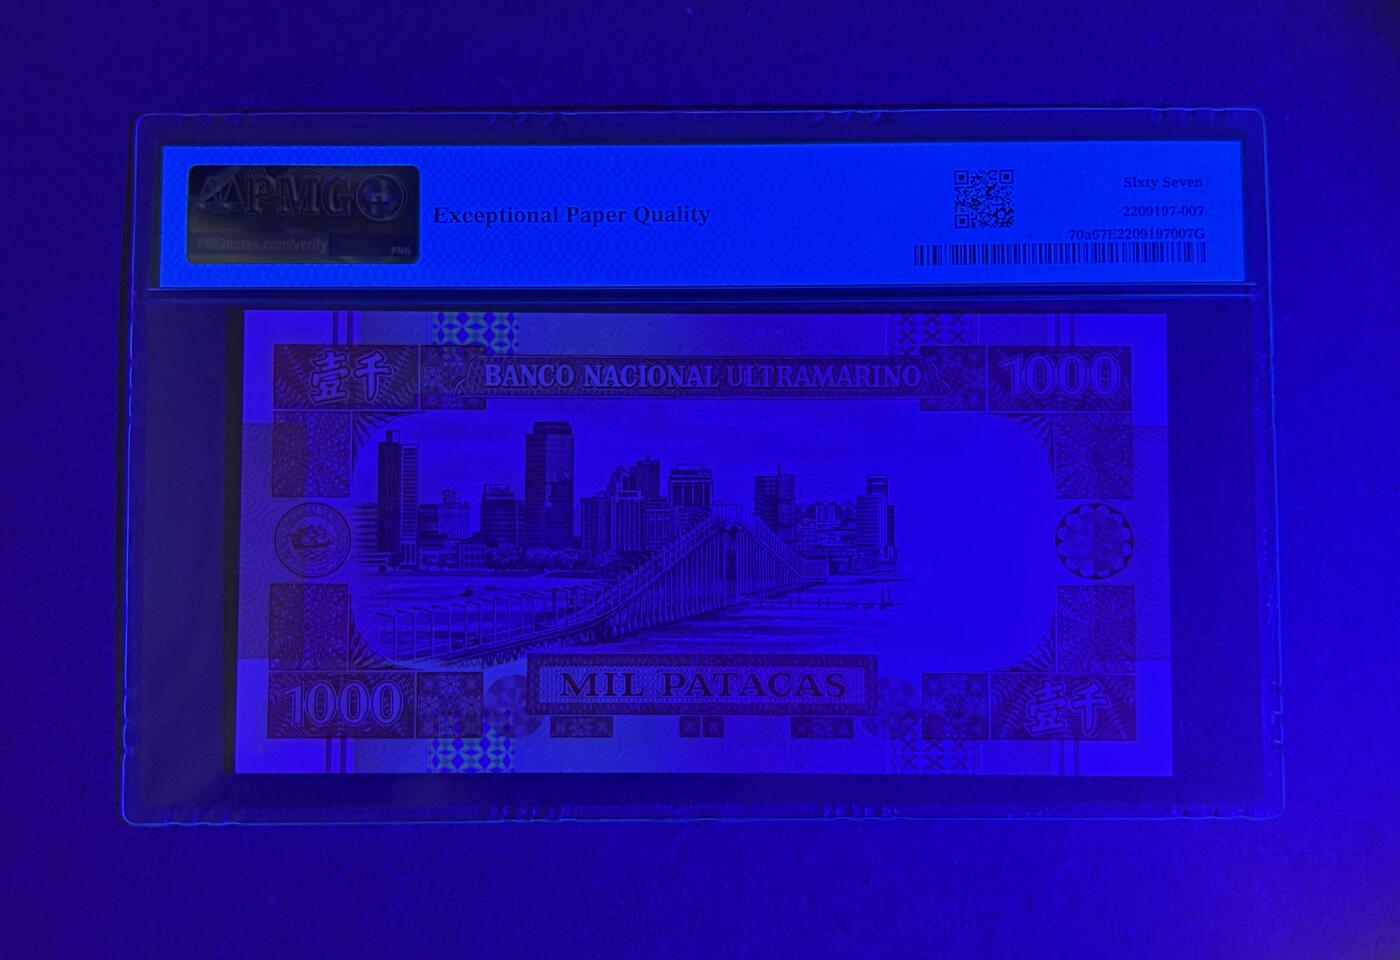 PMG
PMGnotes.com/verify
PNG
Exceptional Paper Quality
Sixty Seven
2209197-007
70a67E2209197007G
壹千
BANCO NACIONAL ULTRAMARINO
1000
MIL PATACAS
1000
壹千